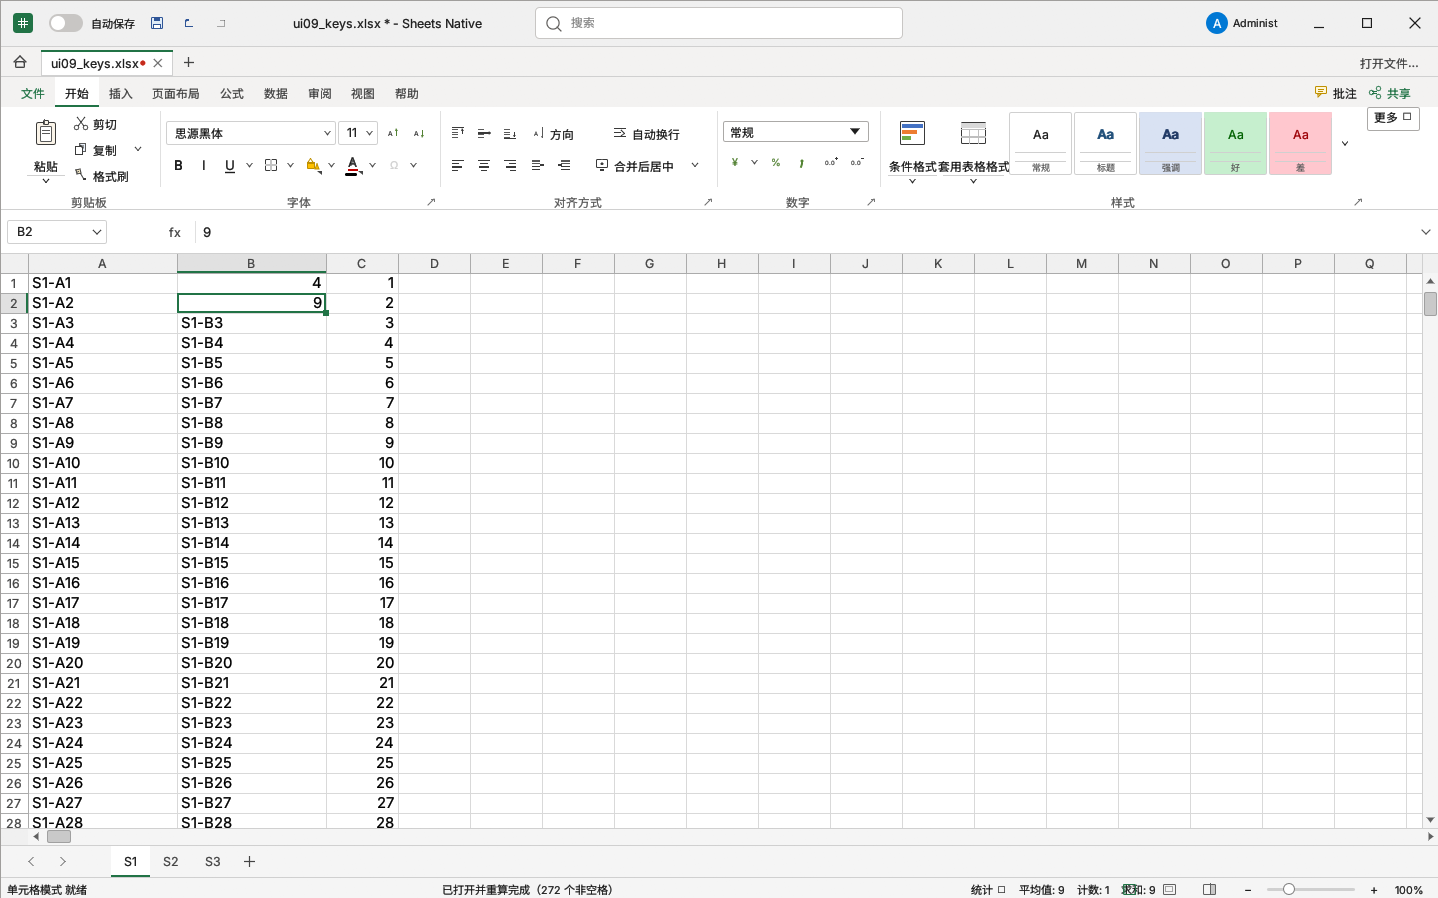 自动保存
ui09_keys.xlsx * - Sheets Native
搜索
A Administ
ui09_keys.xlsx
打开文件...
文件 开始 插入 页面布局 公式 数据 审阅 视图 帮助 批注 共享
粘贴 剪切 复制 格式刷
思源黑体 11 A↑ A↓
B I U A Ω
方向 自动换行
合并后居中
常规
¥ % , 0.0⁺ 0.0⁻
条件格式 套用表格格式
Aa Aa Aa Aa Aa
常规 标题 强调 好 差
更多
剪贴板 字体 对齐方式 数字 样式
B2 fx 9
A B C D E F G H I J K L M N O P Q
1 S1-A1 4 1
2 S1-A2 9 2
3 S1-A3 S1-B3 3
4 S1-A4 S1-B4 4
5 S1-A5 S1-B5 5
6 S1-A6 S1-B6 6
7 S1-A7 S1-B7 7
8 S1-A8 S1-B8 8
9 S1-A9 S1-B9 9
10 S1-A10 S1-B10 10
11 S1-A11 S1-B11 11
12 S1-A12 S1-B12 12
13 S1-A13 S1-B13 13
14 S1-A14 S1-B14 14
15 S1-A15 S1-B15 15
16 S1-A16 S1-B16 16
17 S1-A17 S1-B17 17
18 S1-A18 S1-B18 18
19 S1-A19 S1-B19 19
20 S1-A20 S1-B20 20
21 S1-A21 S1-B21 21
22 S1-A22 S1-B22 22
23 S1-A23 S1-B23 23
24 S1-A24 S1-B24 24
25 S1-A25 S1-B25 25
26 S1-A26 S1-B26 26
27 S1-A27 S1-B27 27
28 S1-A28 S1-B28 28
S1 S2 S3
单元格模式 就绪
已打开并重算完成（272 个非空格）
统计 平均值: 9 计数: 1 求和: 9
100%